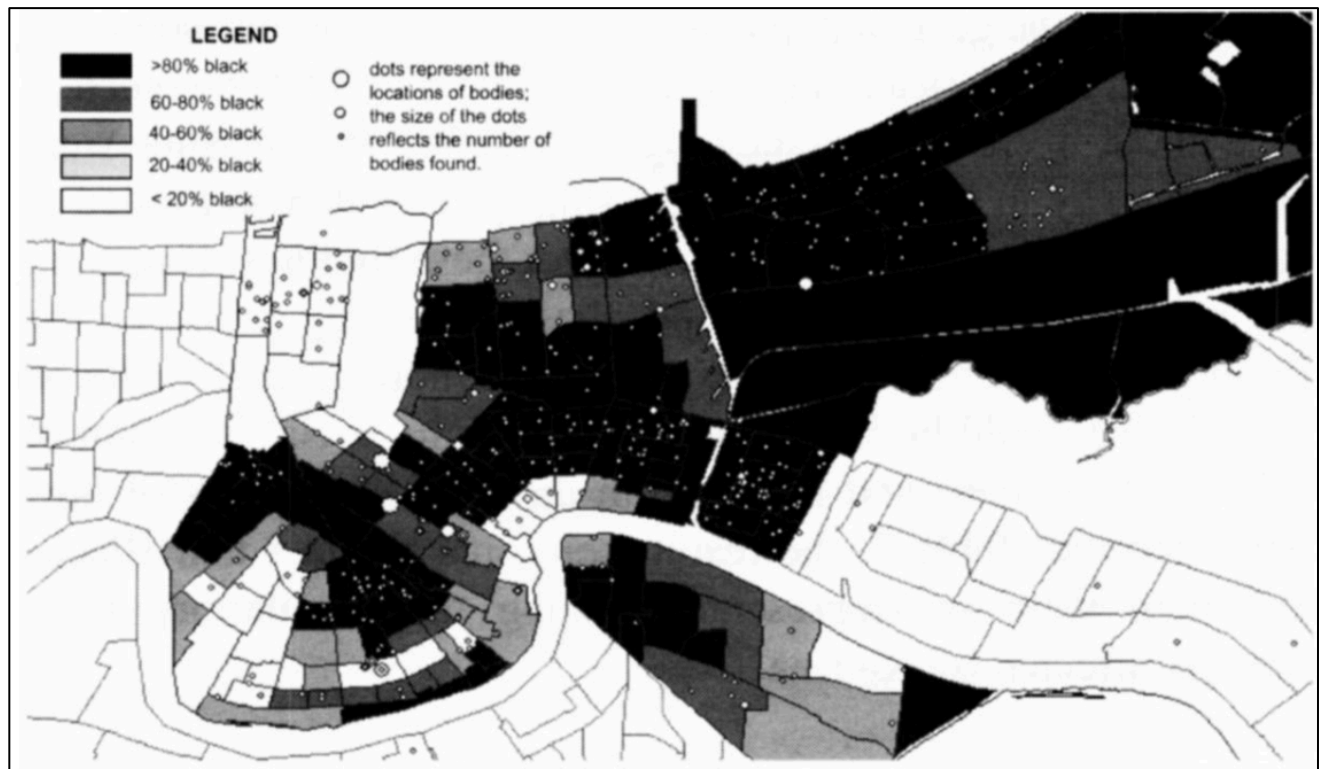 LEGEND
>80% black
60-80% black
40-60% black
20-40% black
< 20% black
dots represent the
locations of bodies;
the size of the dots
reflects the number of
bodies found.